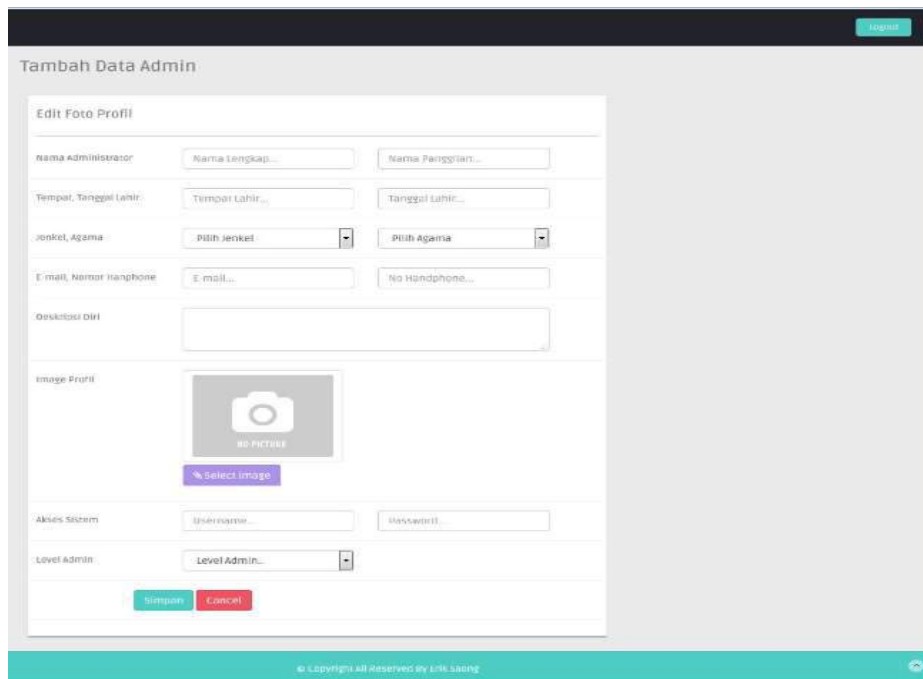 Logout
Tambah Data Admin
Edit Foto Profil
Nama Administrator Nama Lengkap... Nama Panggilan...
Tempat, Tanggal Lahir Tempat Lahir... Tanggal Lahir...
Jenkel, Agama Pilih Jenkel Pilih Agama
E-mail, Nomor Hanphone E-mail... No Handphone...
Diri
Image Profil
NO PICTURE
Select Image
Akses Sistem Username... Password...
Level Admin Level Admin...
Simpan Cancel
© Copyright All Reserved By Erik Saong